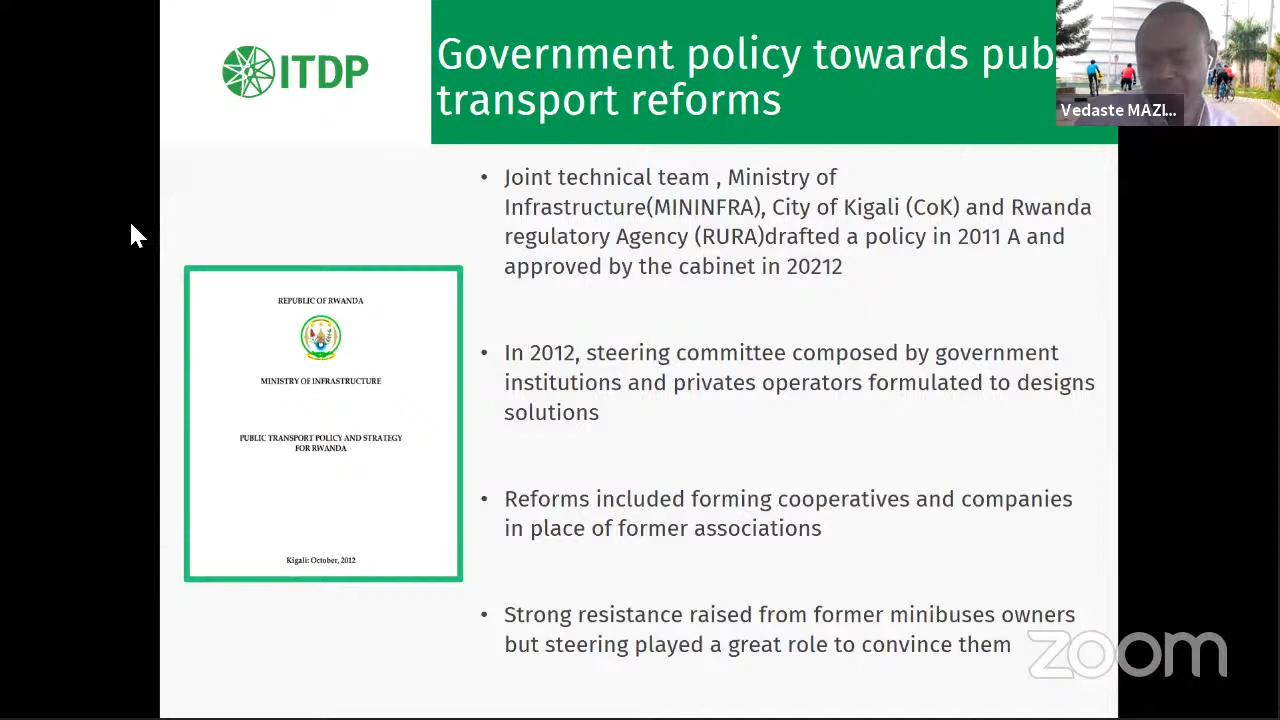 ITDP
Government policy towards pub
transport reforms
Vedaste MAZI...
• Joint technical team , Ministry of
Infrastructure(MININFRA), City of Kigali (CoK) and Rwanda
regulatory Agency (RURA)drafted a policy in 2011 A and
approved by the cabinet in 20212
REPUBLIC OF RWANDA
MINISTRY OF INFRASTRUCTURE
PUBLIC TRANSPORT POLICY AND STRATEGY
FOR RWANDA
Kigali: October, 2012
• In 2012, steering committee composed by government
institutions and privates operators formulated to designs
solutions
• Reforms included forming cooperatives and companies
in place of former associations
• Strong resistance raised from former minibuses owners
but steering played a great role to convince them
zoom